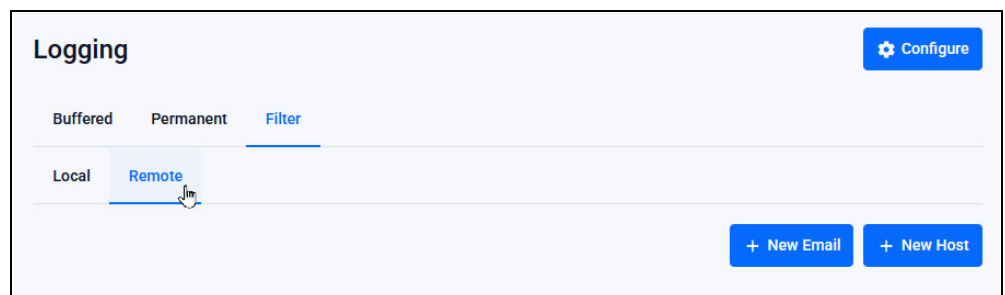 Logging
Configure
Buffered Permanent Filter
Local Remote
+ New Email + New Host